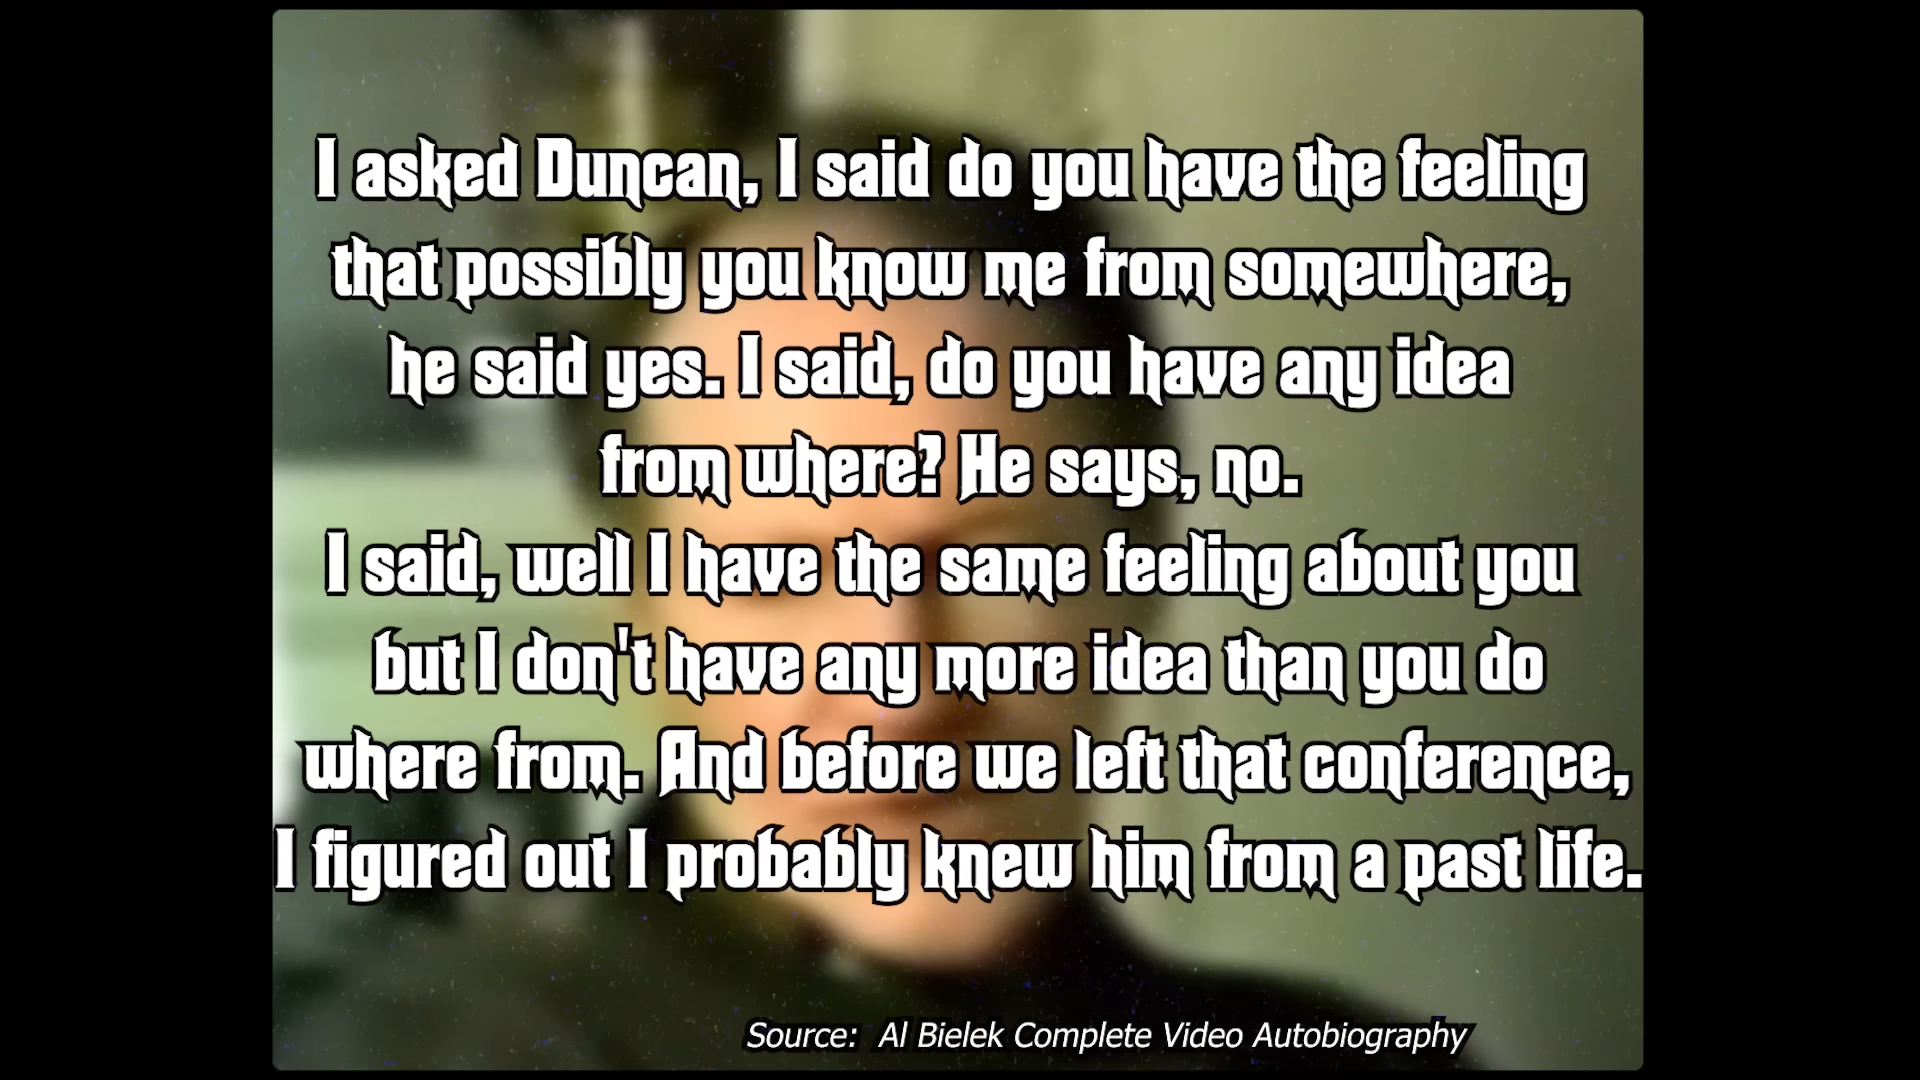 I asked Duncan, I said do you have the feeling
that possibly you know me from somewhere,
he said yes. I said, do you have any idea
from where? He says, no.
I said, well I have the same feeling about you
but I don't have any more idea than you do
where from. And before we left that conference,
I figured out I probably knew him from a past life.
Source: Al Bielek Complete Video Autobiography